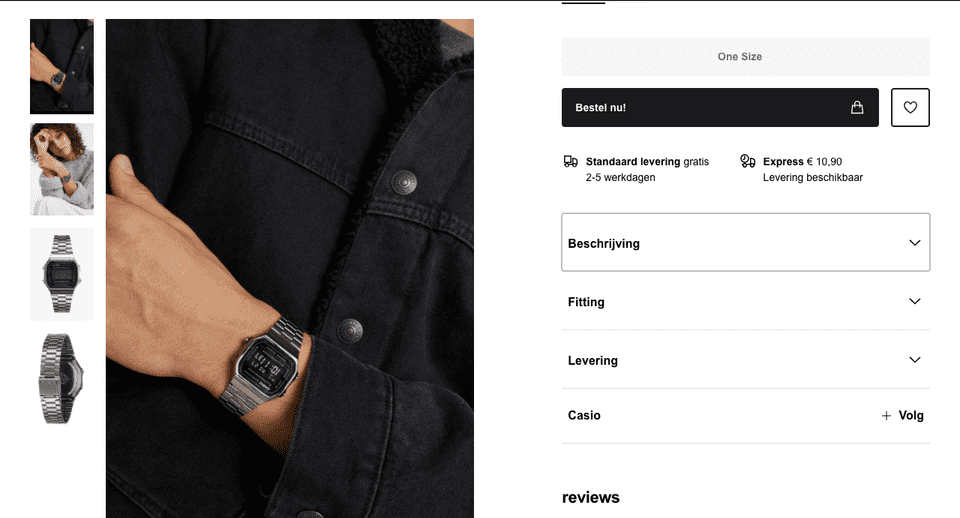 One Size
Bestel nu!
Standaard levering gratis
2-5 werkdagen
Express € 10,90
Levering beschikbaar
Beschrijving
Fitting
Levering
Casio
Volg
reviews